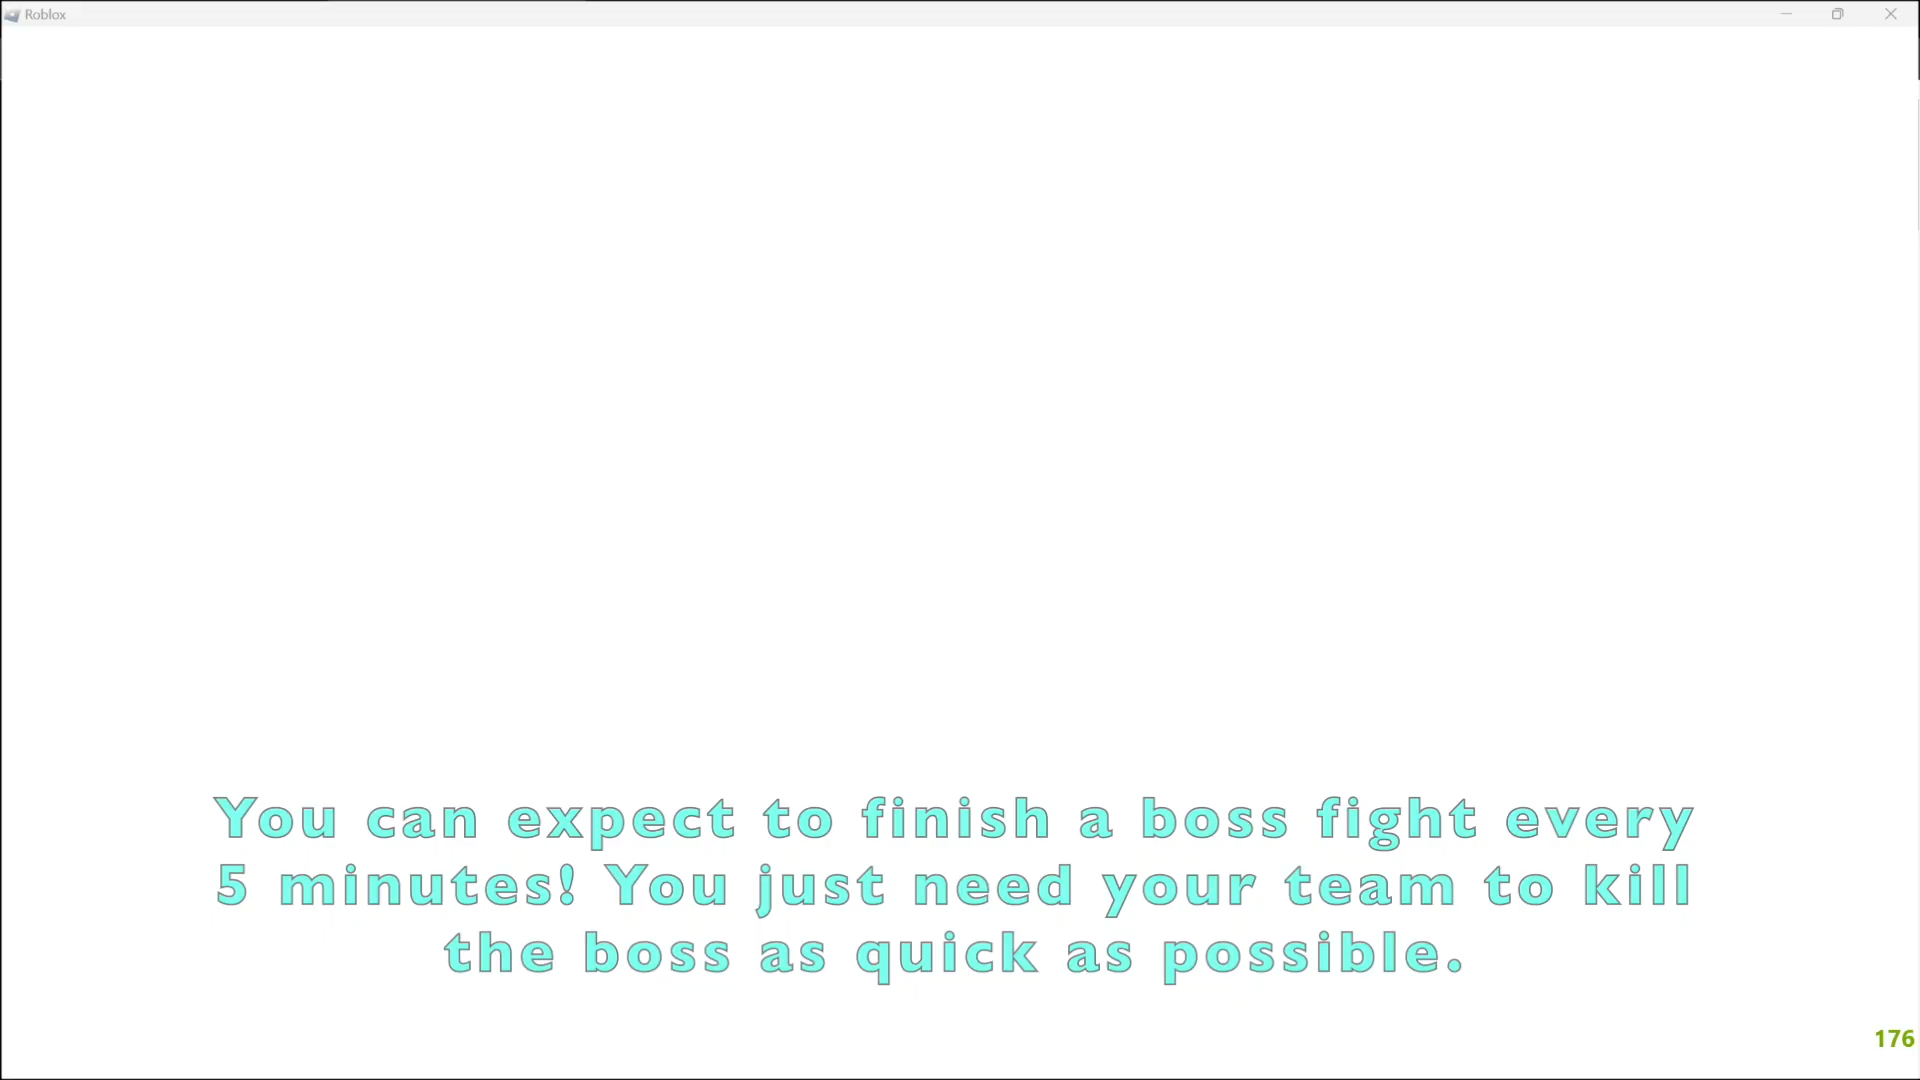 Roblox
You can expect to finish a boss fight every
5 minutes! You just need your team to kill
the boss as quick as possible.
176